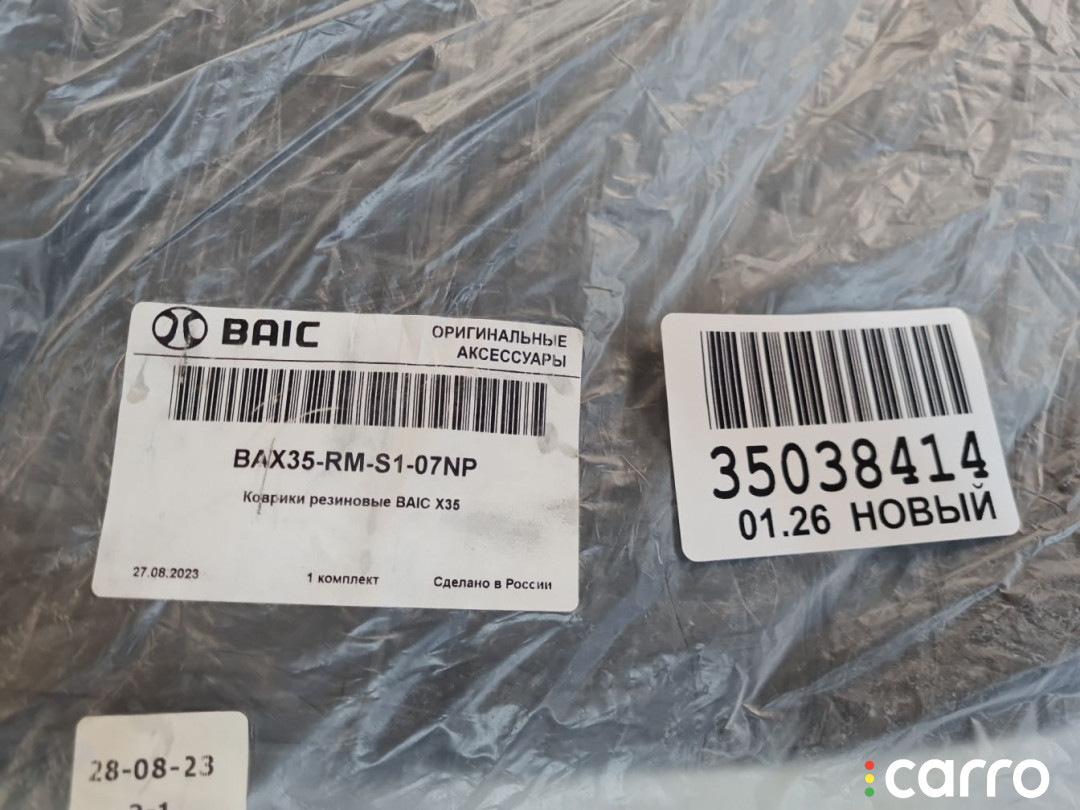 BAIC
ОРИГИНАЛЬНЫЕ
АКСЕССУАРЫ
BAX35-RM-S1-07NP
Коврики резиновые BAIC X35
27.08.2023 1 комплект Сделано в России
35038414
01.26 НОВЫЙ
28-08-23
carro